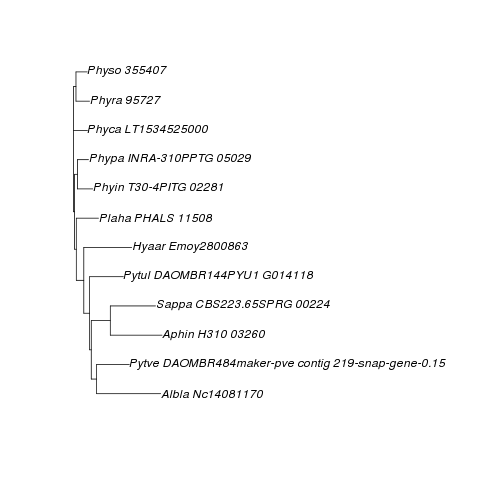 Physo 355407
Phyra 95727
Phyca LT1534525000
Phypa INRA-310PPTG 05029
Phyin T30-4PITG 02281
Plaha PHALS 11508
Hyaar Emoy2800863
Pytul DAOMBR144PYU1 G014118
Sappa CBS223.65SPRG 00224
Aphin H310 03260
Pytve DAOMBR484maker-pve contig 219-snap-gene-0.15
Albla Nc14081170